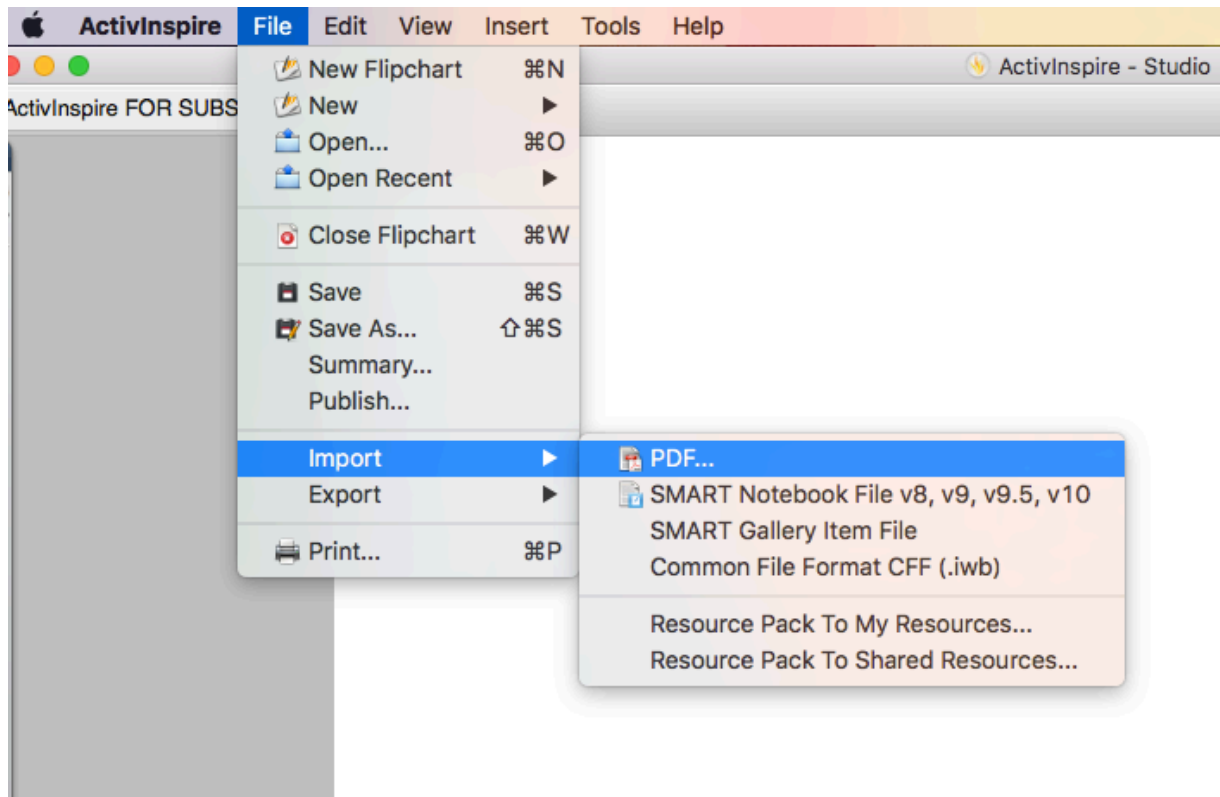 ActivInspire File Edit View Insert Tools Help
ActivInspire - Studio
ActivInspire FOR SUBS
New Flipchart ⌘N
New ▶
Open... ⌘O
Open Recent ▶
Close Flipchart ⌘W
Save ⌘S
Save As... ⇧⌘S
Summary...
Publish...
Import ▶
Export ▶
Print... ⌘P
PDF...
SMART Notebook File v8, v9, v9.5, v10
SMART Gallery Item File
Common File Format CFF (.iwb)
Resource Pack To My Resources...
Resource Pack To Shared Resources...